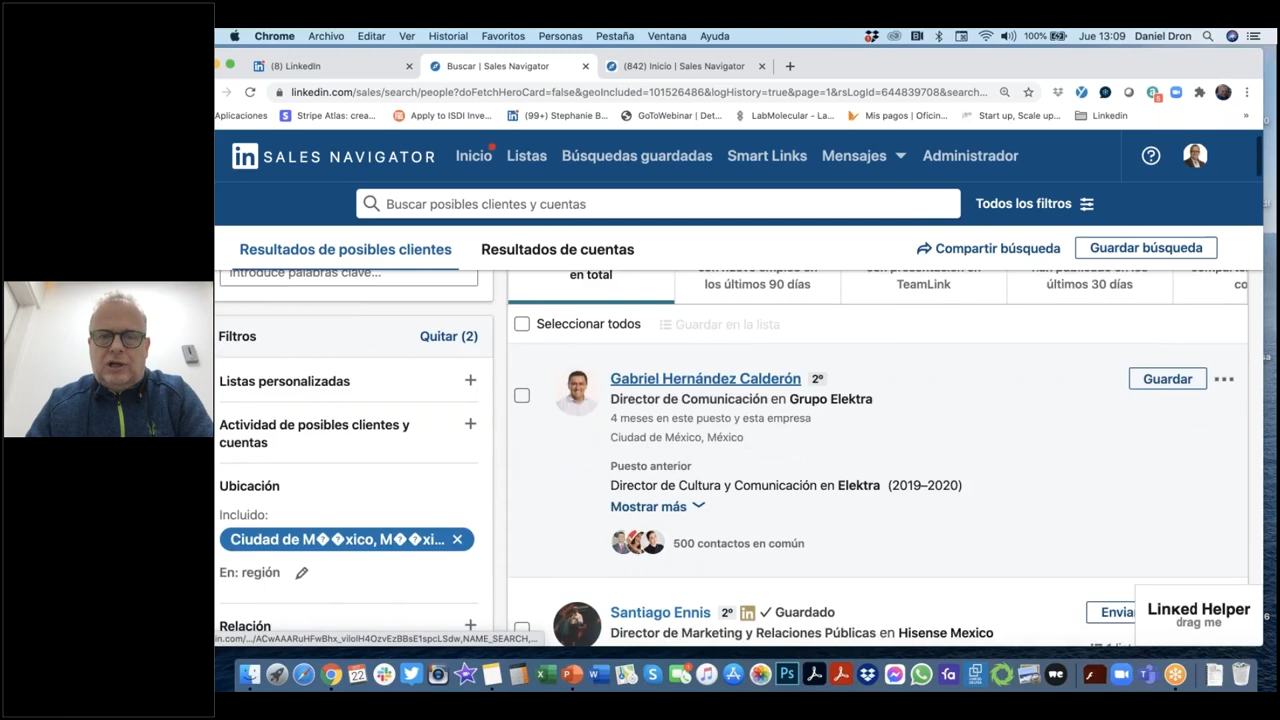 Chrome Archivo Editar Ver Historial Favoritos Personas Pestaña Ventana Ayuda 100% Jue 13:09 Daniel Dron
(8) LinkedIn Buscar | Sales Navigator (842) Inicio | Sales Navigator
linkedin.com/sales/search/people?doFetchHeroCard=false&geoIncluded=101526486&logHistory=true&page=1&rsLogId=644839708&search...
Aplicaciones Stripe Atlas: crea... Apply to ISDI Inve... (99+) Stephanie B... GoToWebinar | Det... LabMolecular - La... Mis pagos | Oficin... Start up, Scale up... Linkedin »
in SALES NAVIGATOR Inicio Listas Búsquedas guardadas Smart Links Mensajes Administrador
Buscar posibles clientes y cuentas Todos los filtros
Resultados de posibles clientes Resultados de cuentas Compartir búsqueda Guardar búsqueda
Introduce palabras clave...
en total
los últimos 90 días
TeamLink
últimos 30 días
co
Seleccionar todos Guardar en la lista
Filtros Quitar (2)
Listas personalizadas +
Actividad de posibles clientes y +
cuentas
Ubicación
Incluido:
Ciudad de M��xico, M��xi... ×
En: región
Relación +
Gabriel Hernández Calderón 2º Guardar
Director de Comunicación en Grupo Elektra
4 meses en este puesto y esta empresa
Ciudad de México, México
Puesto anterior
Director de Cultura y Comunicación en Elektra (2019–2020)
Mostrar más
500 contactos en común
Santiago Ennis 2º in Guardado Envia
Director de Marketing y Relaciones Públicas en Hisense Mexico
Linked Helper
drag me
in.com/.../ACwAAARuHFwBhx_vilolH4OzvEzBBsE1spcLSdw,NAME_SEARCH,...